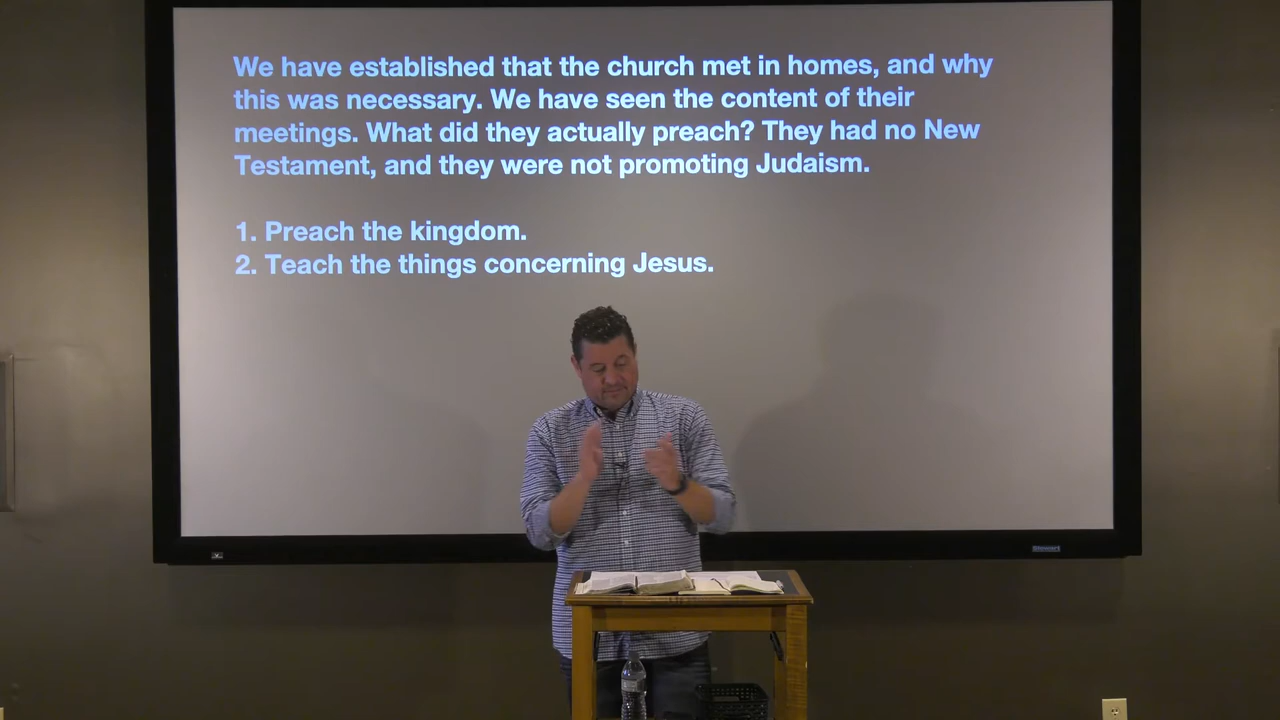 We have established that the church met in homes, and why
this was necessary. We have seen the content of their
meetings. What did they actually preach? They had no New
Testament, and they were not promoting Judaism.
1. Preach the kingdom.
2. Teach the things concerning Jesus.